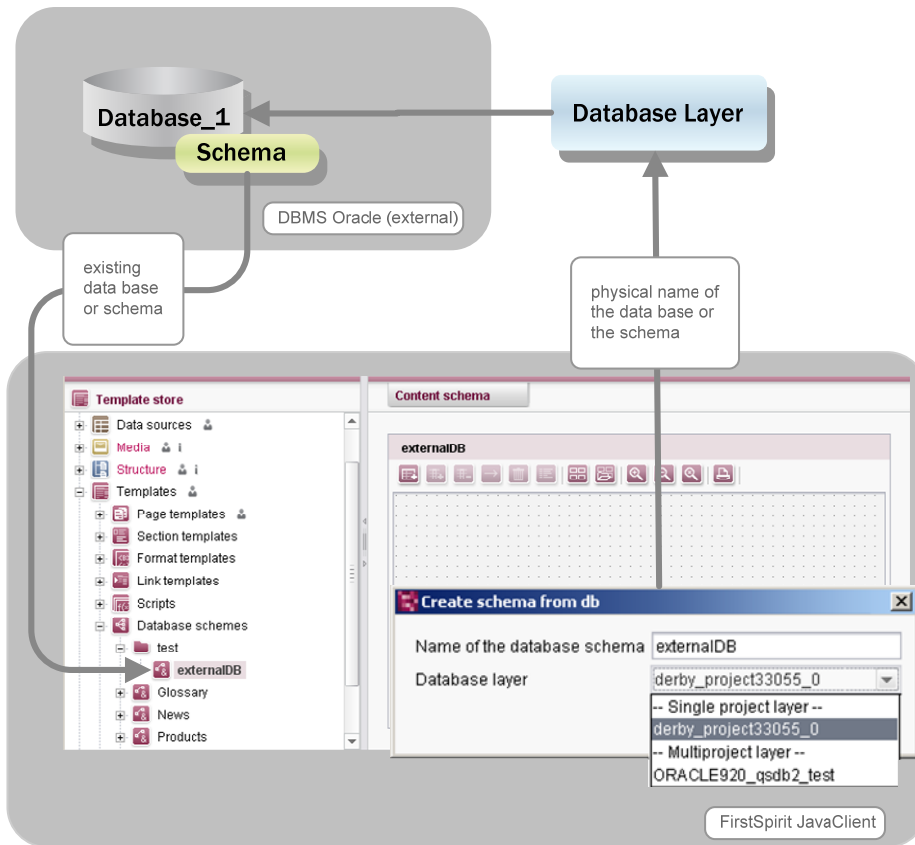 Database_1
Schema
Database Layer
DBMS Oracle (external)
existing
data base
or schema
physical name of
the data base or
the schema
Template store
Data sources
Media
Structure
Templates
Page templates
Section templates
Format templates
Link templates
Scripts
Database schemes
test
externalDB
Glossary
News
Products
Content schema
externalDB
Create schema from db
Name of the database schema externalDB
Database layer derby_project33055_0
-- Single project layer --
derby_project33055_0
-- Multiproject layer --
ORACLE920_qsdb2_test
FirstSpirit JavaClient